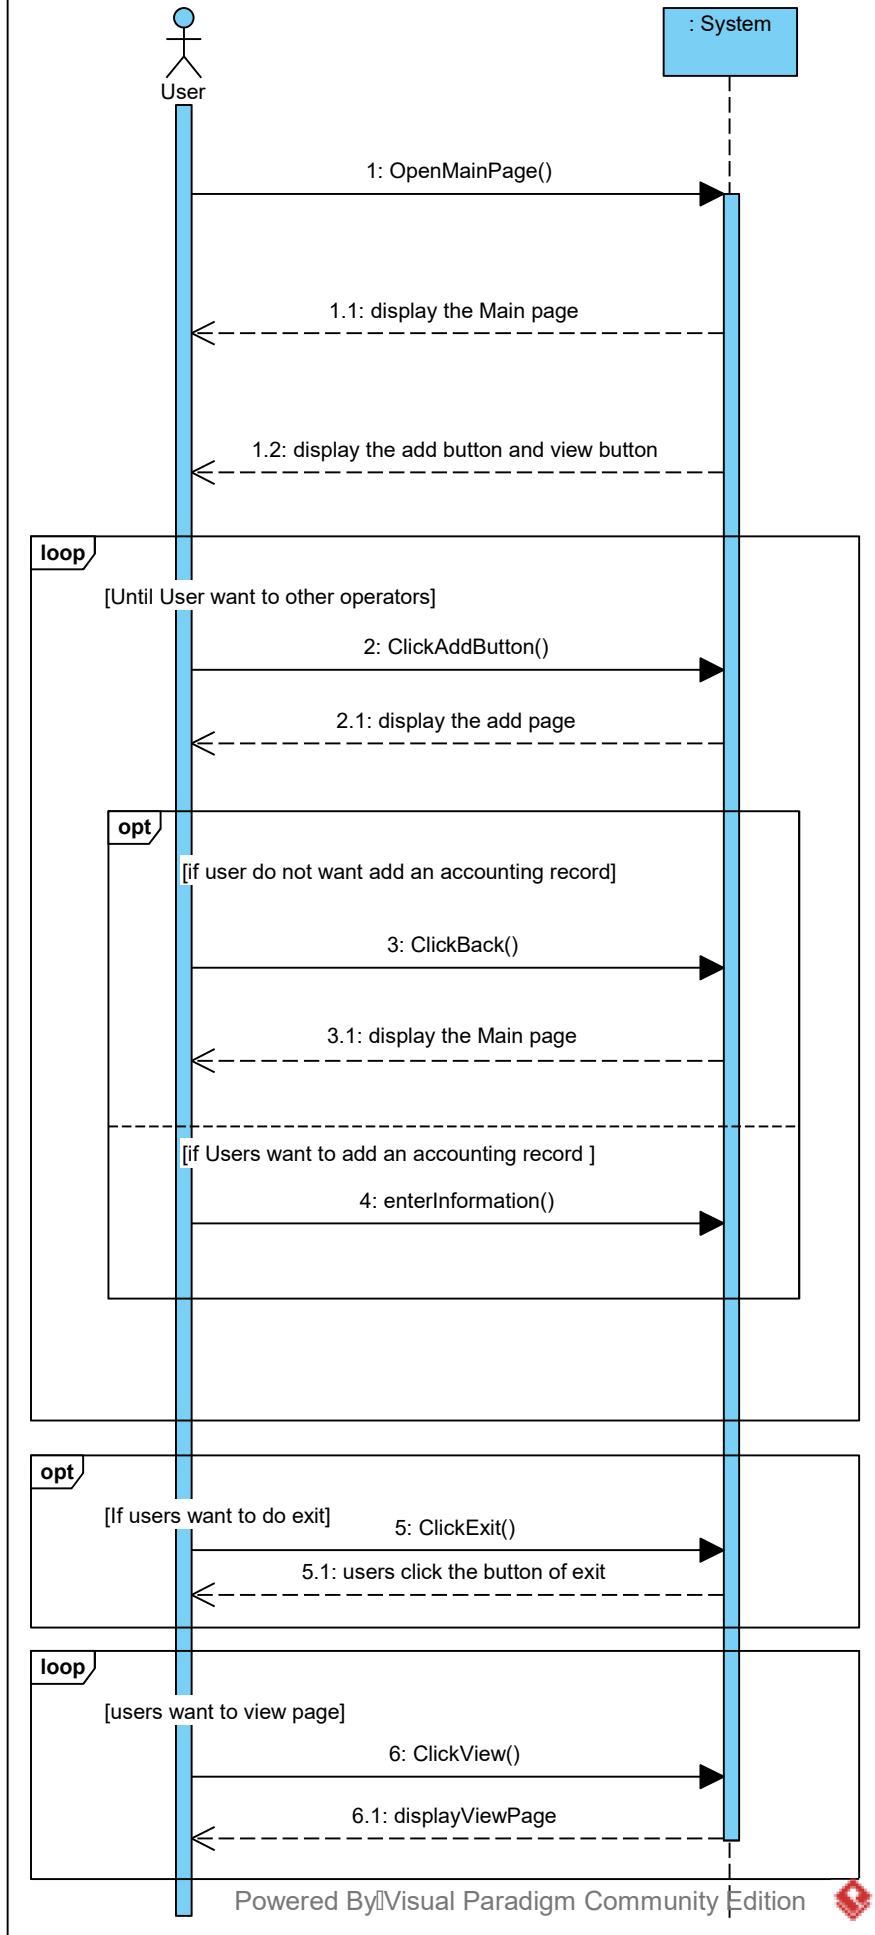 : System
User
1: OpenMainPage()
1.1: display the Main page
1.2: display the add button and view button
loop
[Until User want to other operators]
2: ClickAddButton()
2.1: display the add page
opt
[if user do not want add an accounting record]
3: ClickBack()
3.1: display the Main page
[if Users want to add an accounting record ]
4: enterInformation()
opt
[If users want to do exit]
5: ClickExit()
5.1: users click the button of exit
loop
[users want to view page]
6: ClickView()
6.1: displayViewPage
Powered By Visual Paradigm Community Edition